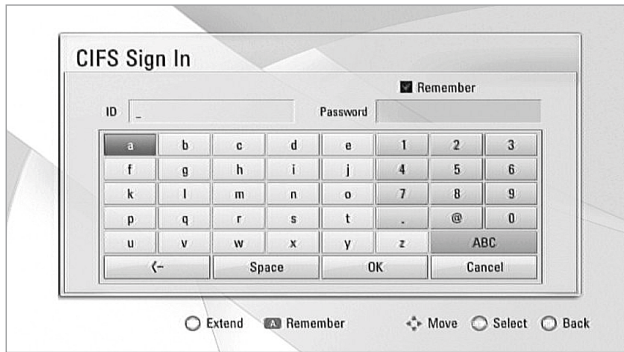 CIFS Sign In
Remember
ID _ Password
a b c d e 1 2 3
f g h i j 4 5 6
k l m n o 7 8 9
p q r s t . @ 0
u v w x y z ABC
<- Space OK Cancel
Extend A Remember Move Select Back